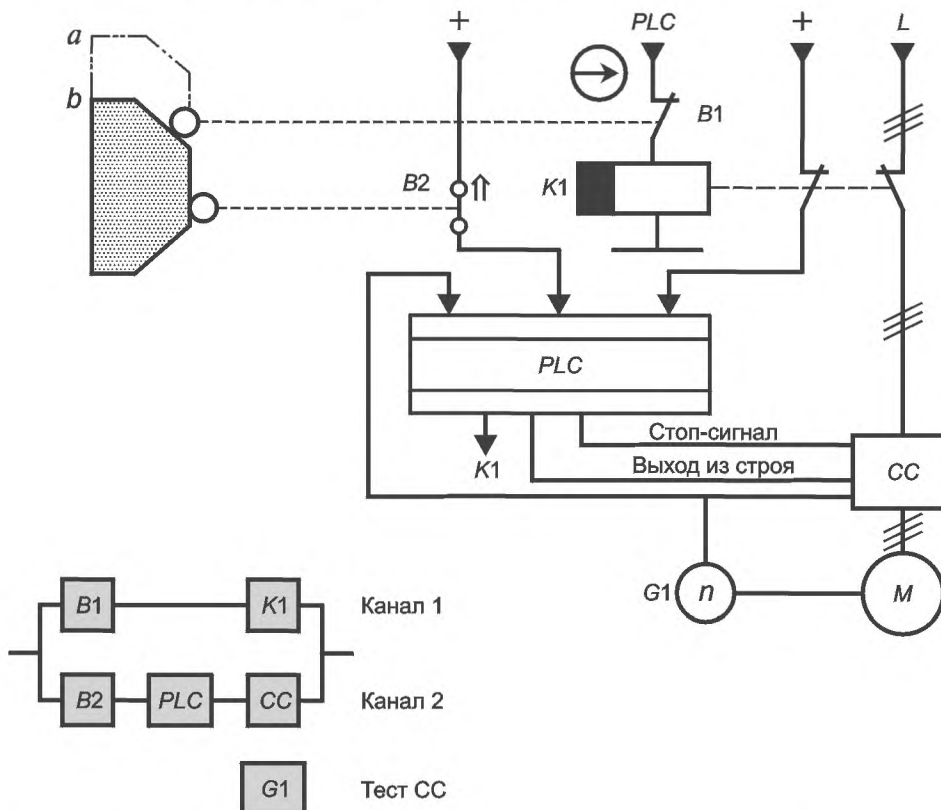 + PLC + L
a
b
B1
B2
K1
PLC
Стоп-сигнал
K1
Выход из строя
CC
G1 n M
B1 K1 Канал 1
B2 PLC CC Канал 2
G1 Тест CC